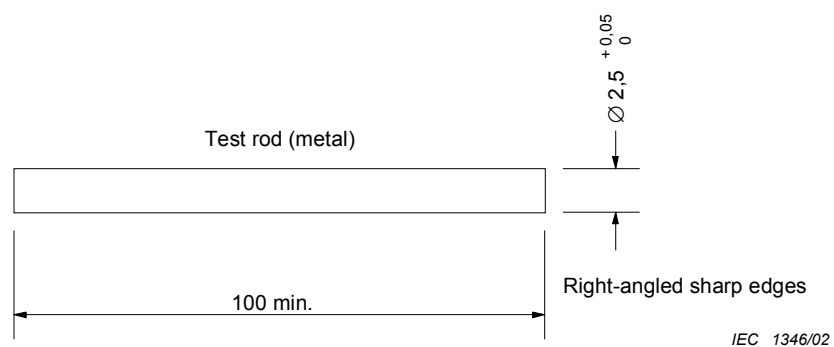 +0,05
0
∅ 2,5
Test rod (metal)
100 min.
Right-angled sharp edges
IEC 1346/02